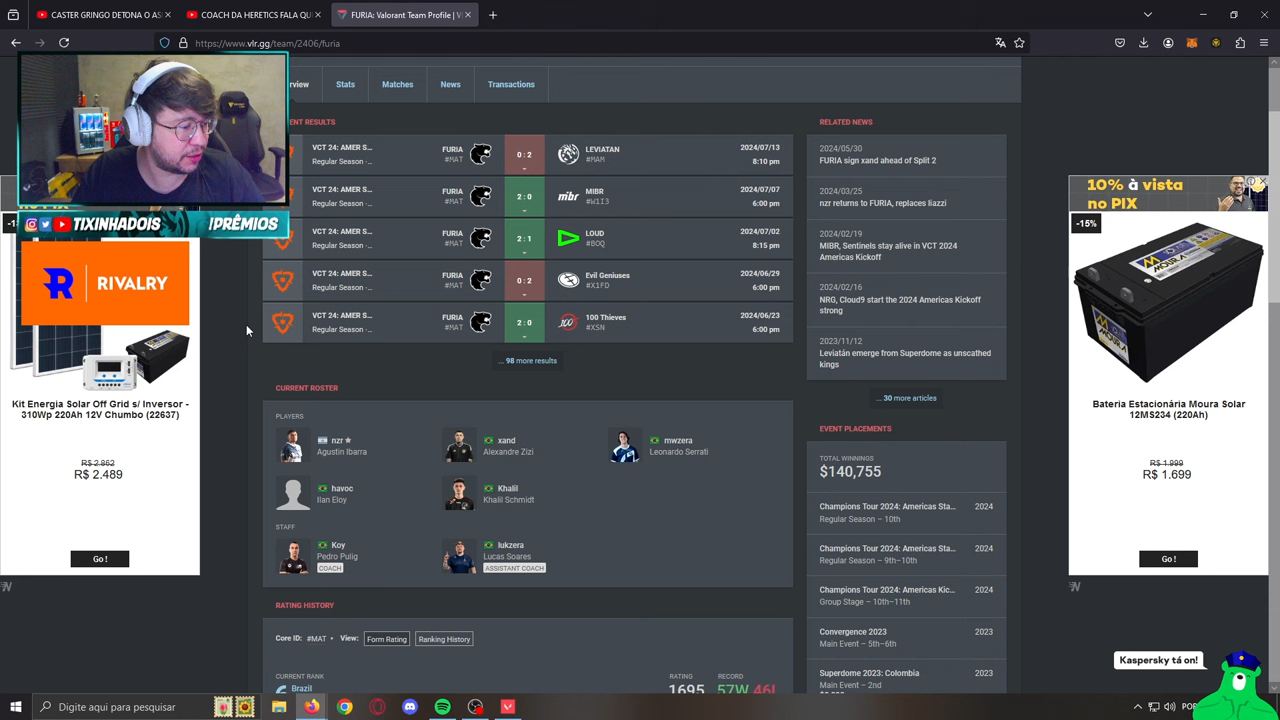 CASTER GRINGO DETONA O AS
COACH DA HERETICS FALA QU
FURIA: Valorant Team Profile | V
https://www.vlr.gg/team/2406/furia
Stats
Matches
News
Transactions
VCT 24: AMER S...
Regular Season -...
FURIA
#MAT
0 : 2
LEVIATAN
#MAM
2024/07/13
8:10 pm
VCT 24: AMER S...
Regular Season -...
FURIA
#MAT
2 : 0
mibr
MIBR
#W1I3
2024/07/07
6:00 pm
VCT 24: AMER S...
Regular Season -...
FURIA
#MAT
2 : 1
LOUD
#BOQ
2024/07/02
8:15 pm
VCT 24: AMER S...
Regular Season -...
FURIA
#MAT
0 : 2
Evil Geniuses
#X1FD
2024/06/29
6:00 pm
VCT 24: AMER S...
Regular Season -...
FURIA
#MAT
2 : 0
100
100 Thieves
#XSN
2024/06/23
6:00 pm
... 98 more results
CURRENT ROSTER
PLAYERS
nzr
Agustin Ibarra
xand
Alexandre Zizi
mwzera
Leonardo Serrati
havoc
Ilan Eloy
Khalil
Khalil Schmidt
STAFF
Koy
Pedro Pulig
COACH
lukzera
Lucas Soares
ASSISTANT COACH
RATING HISTORY
Core ID: #MAT
View:
Form Rating
Ranking History
CURRENT RANK
Brazil
RATING
1695
RECORD
57W 46L
RELATED NEWS
2024/05/30
FURIA sign xand ahead of Split 2
2024/03/25
nzr returns to FURIA, replaces liazzi
2024/02/19
MIBR, Sentinels stay alive in VCT 2024
Americas Kickoff
2024/02/16
NRG, Cloud9 start the 2024 Americas Kickoff
strong
2023/11/12
Leviatán emerge from Superdome as unscathed
kings
... 30 more articles
EVENT PLACEMENTS
TOTAL WINNINGS
$140,755
Champions Tour 2024: Americas Sta...
2024
Regular Season – 10th
Champions Tour 2024: Americas Sta...
2024
Regular Season – 9th–10th
Champions Tour 2024: Americas Kic...
2024
Group Stage – 10th–11th
Convergence 2023
2023
Main Event – 5th–6th
Superdome 2023: Colombia
2023
Main Event – 2nd
TIXINHADOIS
!PRÊMIOS
R RIVALRY
Kit Energia Solar Off Grid s/ Inversor -
310Wp 220Ah 12V Chumbo (22637)
R$ 2.862
R$ 2.489
Go !
10% à vista
no PIX
-15%
MOURA
Bateria Estacionária Moura Solar
12MS234 (220Ah)
R$ 1.999
R$ 1.699
Go !
Kaspersky tá on!
Digite aqui para pesquisar
POR